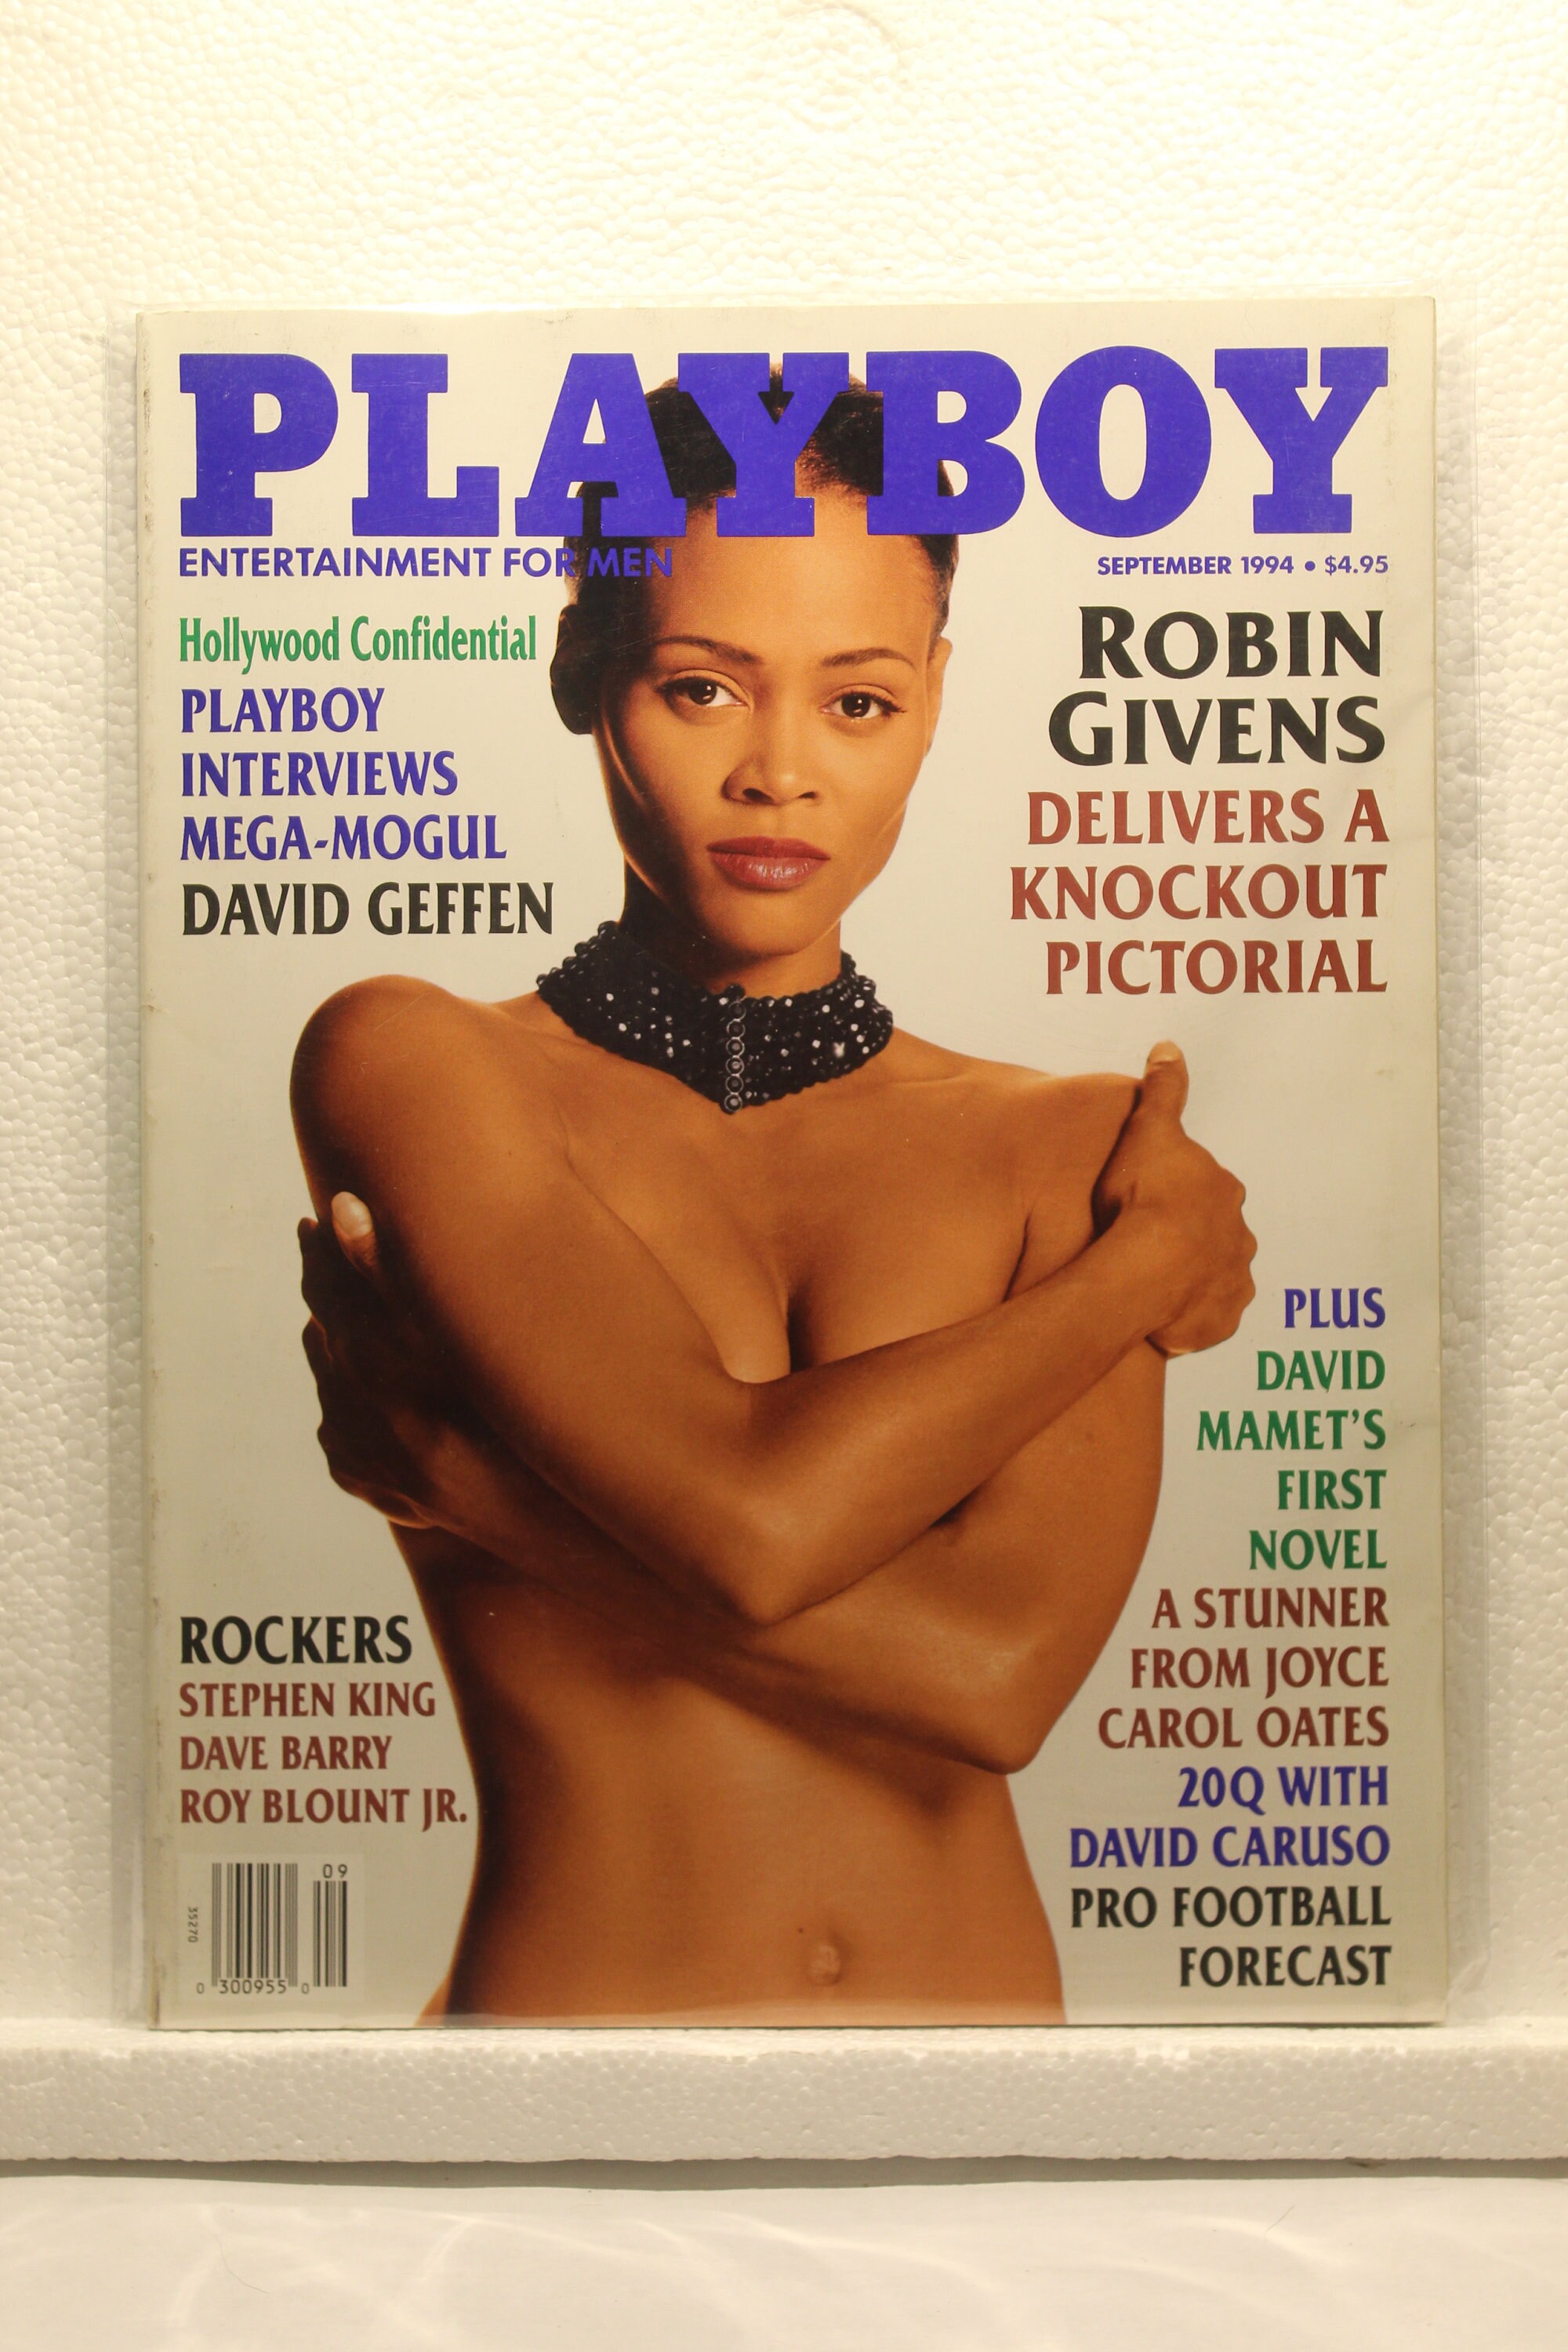 PLAYBOY
ENTERTAINMENT FOR MEN
SEPTEMBER 1994 • $4.95
Hollywood Confidential
PLAYBOY
INTERVIEWS
MEGA-MOGUL
DAVID GEFFEN
ROBIN
GIVENS
DELIVERS A
KNOCKOUT
PICTORIAL
PLUS
DAVID
MAMET'S
FIRST
NOVEL
A STUNNER
FROM JOYCE
CAROL OATES
20Q WITH
DAVID CARUSO
PRO FOOTBALL
FORECAST
ROCKERS
STEPHEN KING
DAVE BARRY
ROY BLOUNT JR.
09
35270
0 300955 0